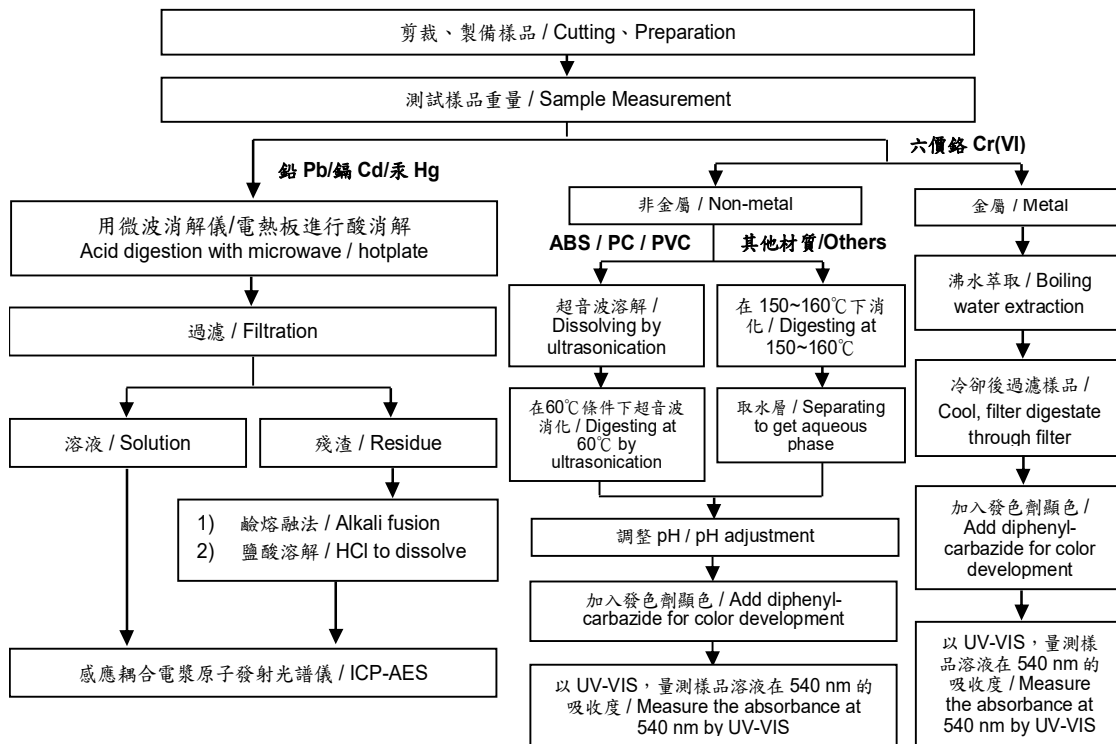 剪裁、製備樣品 / Cutting、Preparation
測試樣品重量 / Sample Measurement
鉛 Pb/鎘 Cd/汞 Hg
六價鉻 Cr(VI)
用微波消解儀/電熱板進行酸消解
Acid digestion with microwave / hotplate
過濾 / Filtration
溶液 / Solution
殘渣 / Residue
1) 鹼熔融法 / Alkali fusion
2) 鹽酸溶解 / HCl to dissolve
感應耦合電漿原子發射光譜儀 / ICP-AES
非金屬 / Non-metal
ABS / PC / PVC
其他材質/Others
超音波溶解 /
Dissolving by
ultrasonication
在60℃條件下超音波
消化 / Digesting at
60℃ by
ultrasonication
在 150~160℃下消
化 / Digesting at
150~160℃
取水層 / Separating
to get aqueous
phase
調整 pH / pH adjustment
加入發色劑顯色 / Add diphenyl-
carbazide for color development
以 UV-VIS，量測樣品溶液在 540 nm 的
吸收度 / Measure the absorbance at
540 nm by UV-VIS
金屬 / Metal
沸水萃取 / Boiling
water extraction
冷卻後過濾樣品 /
Cool, filter digestate
through filter
加入發色劑顯色 /
Add diphenyl-
carbazide for color
development
以 UV-VIS，量測樣
品溶液在 540 nm 的
吸收度 / Measure
the absorbance at
540 nm by UV-VIS